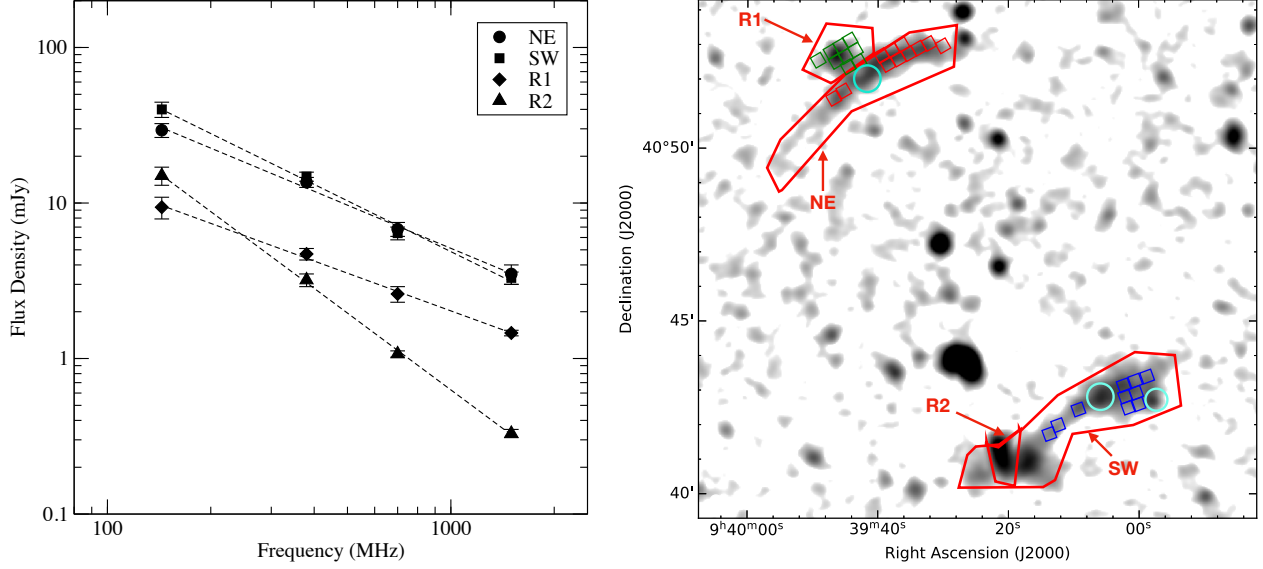 100
10
1
0.1
100
1000
Flux Density (mJy)
Frequency (MHz)
NE
SW
R1
R2
R1
NE
R2
SW
40°50'
45'
40'
9ʰ40ᵐ00ˢ
39ᵐ40ˢ
20ˢ
00ˢ
Declination (J2000)
Right Ascension (J2000)